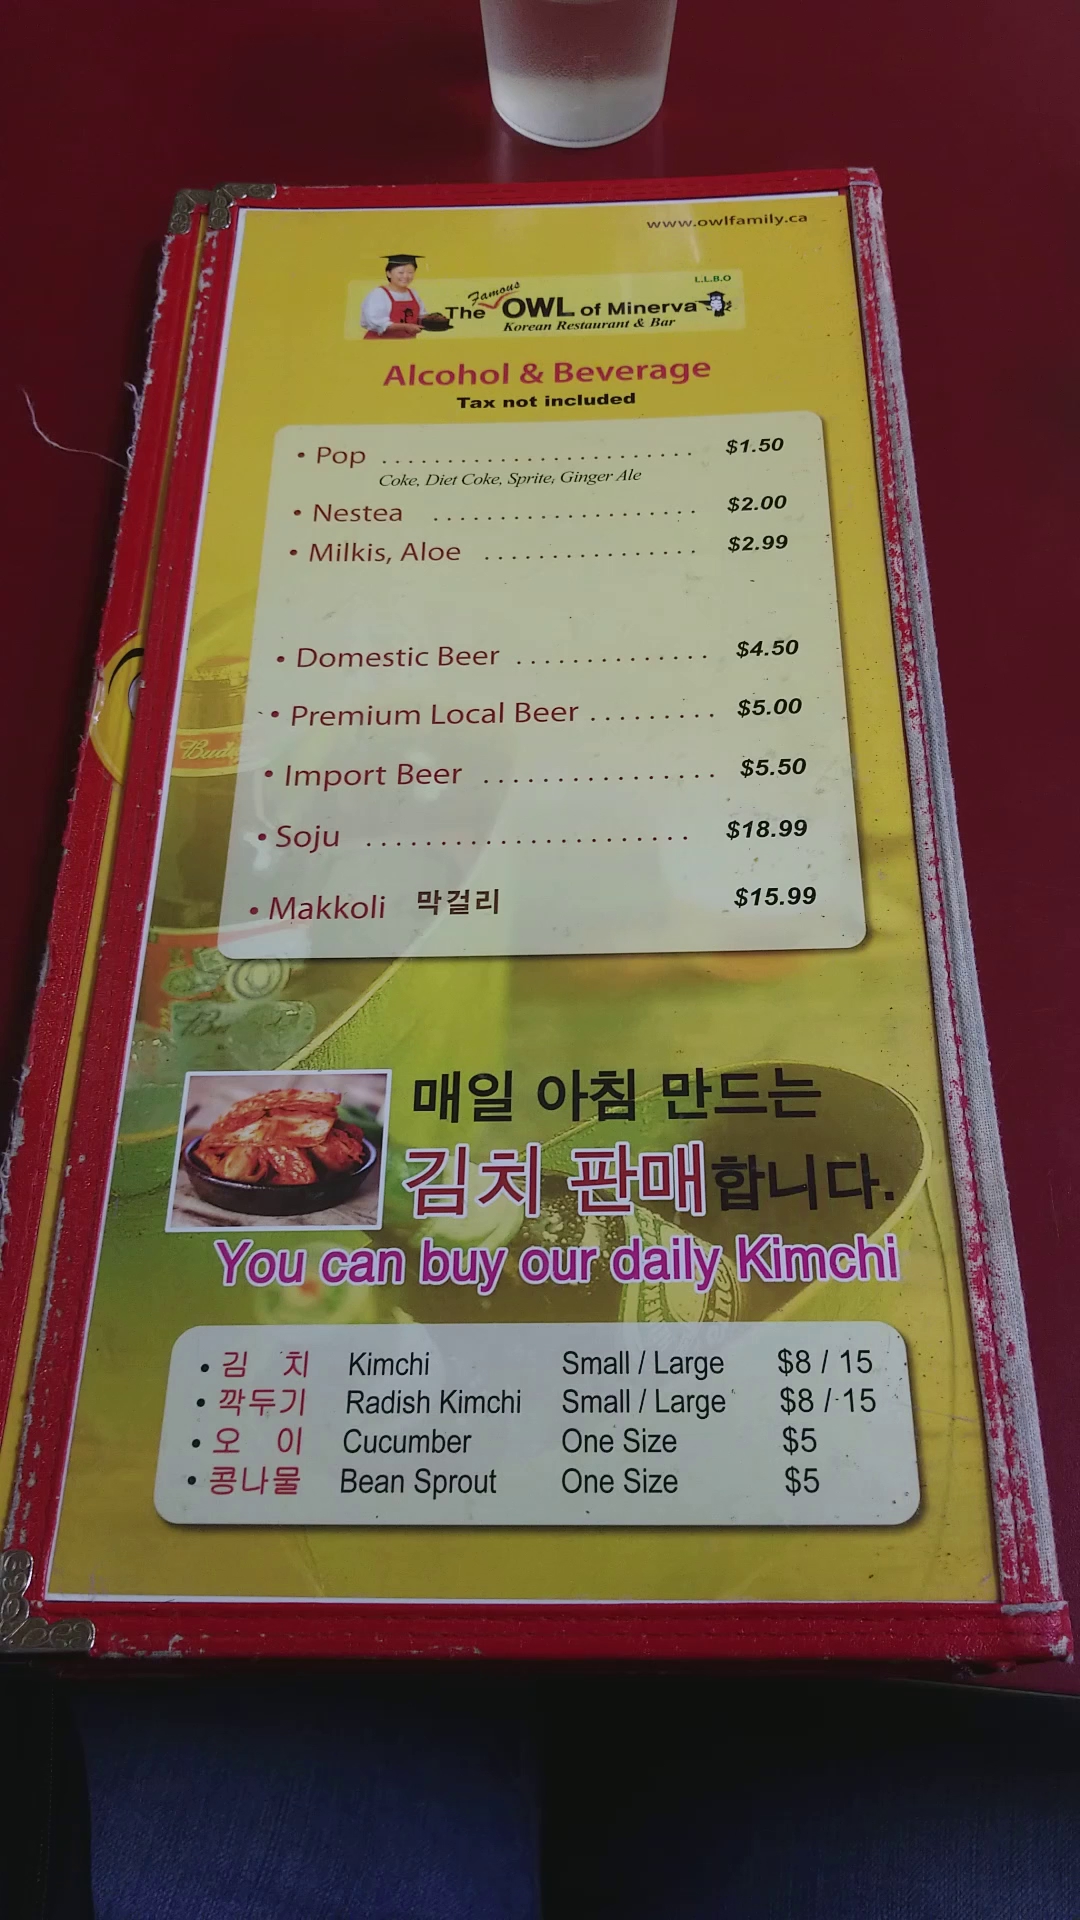 www.owlfamily.ca
L.L.B.O
The Famous OWL of Minerva
Korean Restaurant & Bar
Alcohol & Beverage
Tax not included
• Pop ........................ $1.50
Coke, Diet Coke, Sprite, Ginger Ale
• Nestea .................... $2.00
• Milkis, Aloe ................ $2.99
• Domestic Beer .............. $4.50
• Premium Local Beer ......... $5.00
• Import Beer ................ $5.50
• Soju ...................... $18.99
• Makkoli 막걸리 $15.99
매일 아침 만드는
김치 판매합니다.
You can buy our daily Kimchi
• 김 치 Kimchi Small / Large $8 / 15
• 깍두기 Radish Kimchi Small / Large $8 / 15
• 오 이 Cucumber One Size $5
• 콩나물 Bean Sprout One Size $5